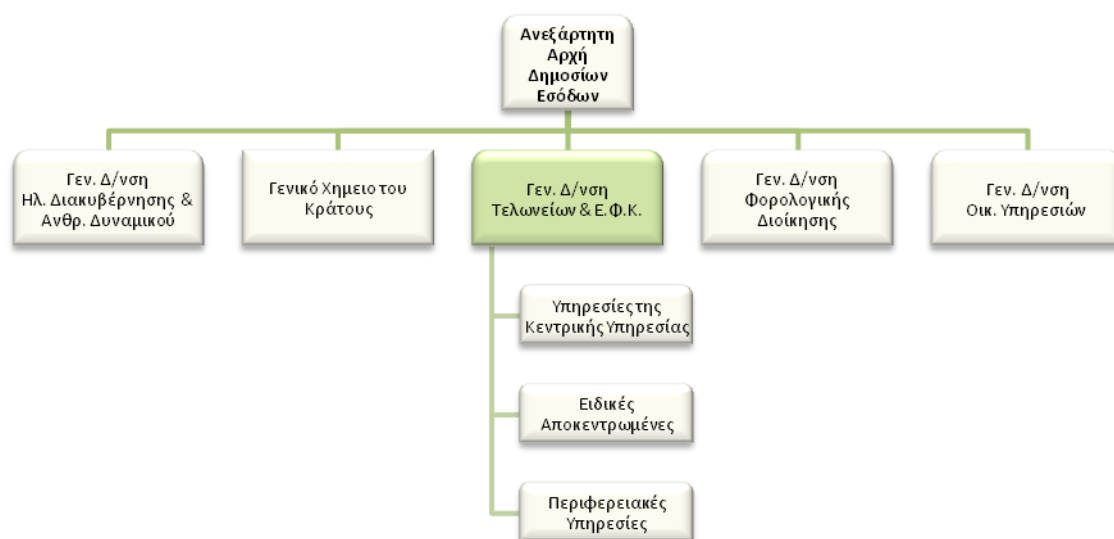 Ανεξάρτητη
Αρχή
Δημοσίων
Εσόδων
Γεν. Δ/νση
Ηλ. Διακυβέρνησης &
Ανθρ. Δυναμικού
Γενικό Χημειο του
Κράτους
Γεν. Δ/νση
Τελωνείων & Ε.Φ.Κ.
Γεν. Δ/νση
Φορολογικής
Διοίκησης
Γεν. Δ/νση
Οικ. Υπηρεσιών
Υπηρεσίες της
Κεντρικής Υπηρεσίας
Ειδικές
Αποκεντρωμένες
Περιφερειακές
Υπηρεσίες